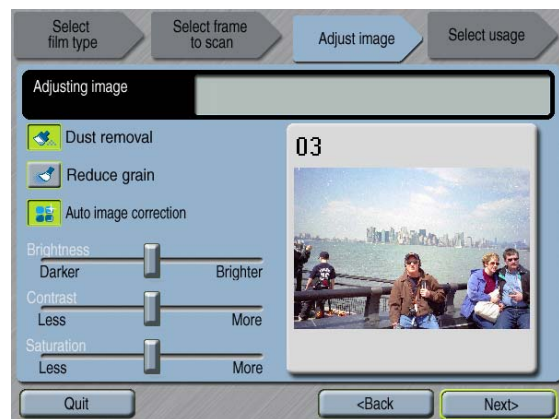 Select
film type
Select frame
to scan
Adjust image
Select usage
Adjusting image
Dust removal
Reduce grain
Auto image correction
03
Brightness
Darker Brighter
Contrast
Less More
Saturation
Less More
Quit
<Back
Next>